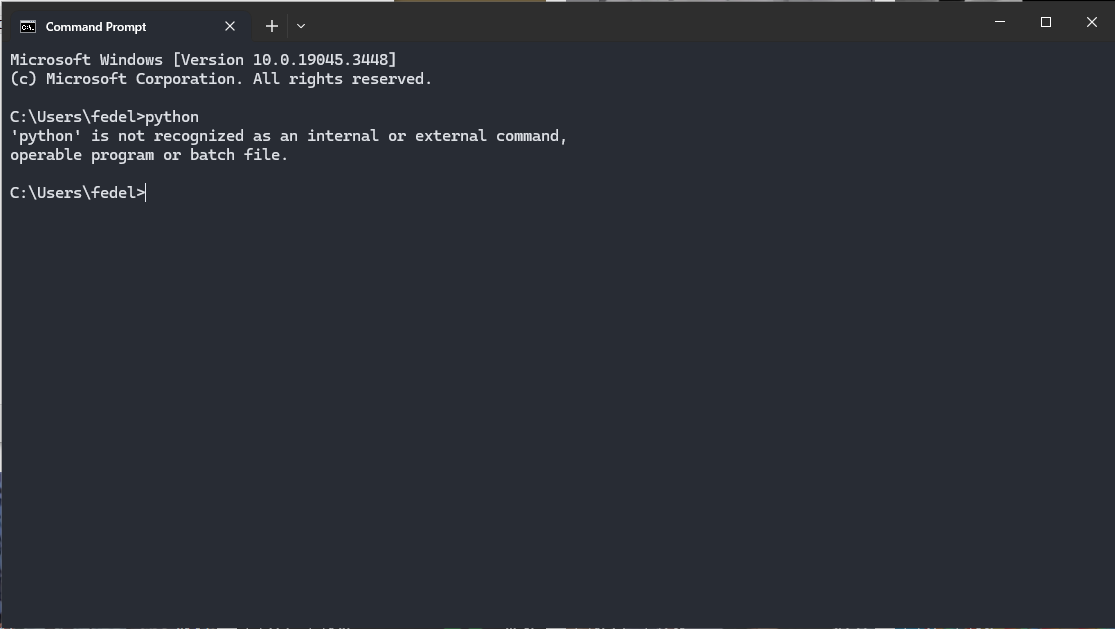 Command Prompt
Microsoft Windows [Version 10.0.19045.3448]
(c) Microsoft Corporation. All rights reserved.
C:\Users\fedel>python
'python' is not recognized as an internal or external command,
operable program or batch file.
C:\Users\fedel>